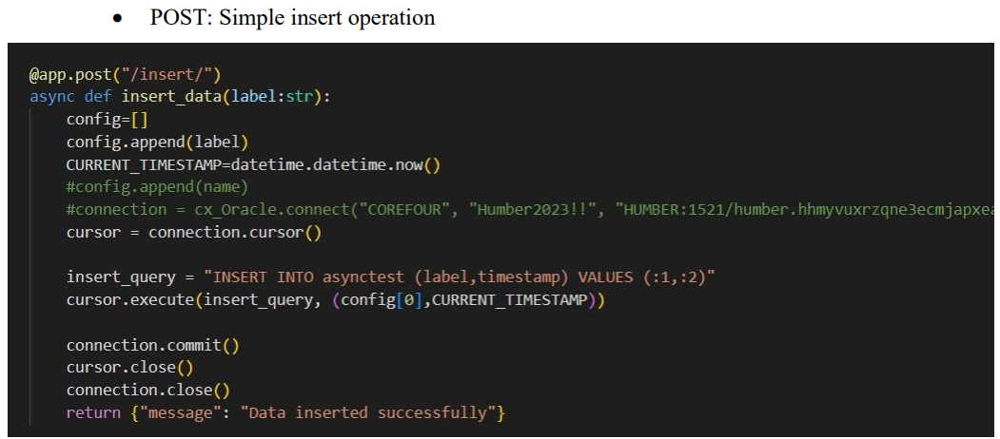 • POST: Simple insert operation
@app.post("/insert/")
async def insert_data(label:str):
config=[]
config.append(label)
CURRENT_TIMESTAMP=datetime.datetime.now()
#config.append(name)
#connection = cx_Oracle.connect("COREFOUR", "Humber2023!!", "HUMBER:1521/humber.hhmyvuxrzqne3ecmjapxea
cursor = connection.cursor()
insert_query = "INSERT INTO asynctest (label,timestamp) VALUES (:1,:2)"
cursor.execute(insert_query, (config[0],CURRENT_TIMESTAMP))
connection.commit()
cursor.close()
connection.close()
return {"message": "Data inserted successfully"}